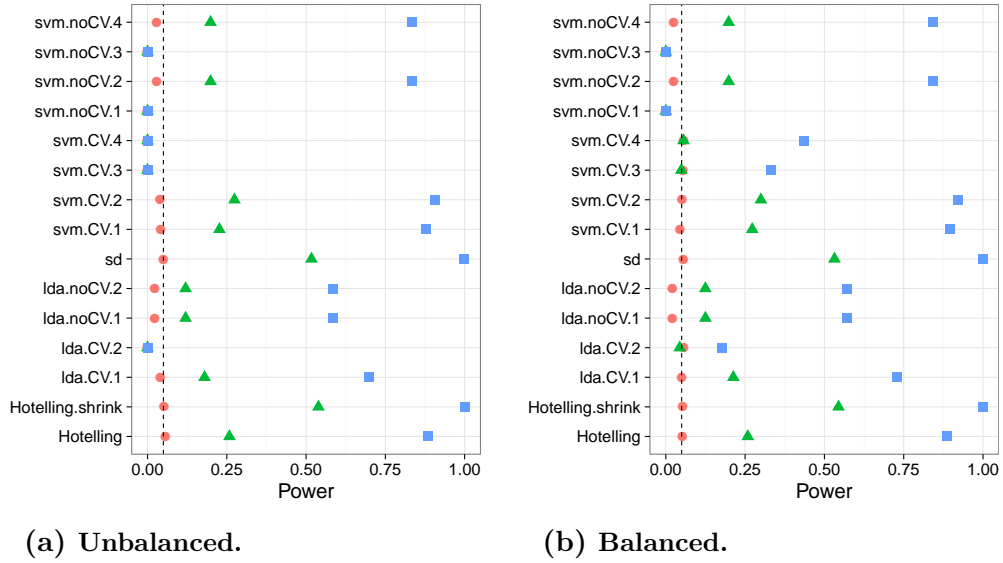 svm.noCV.4
svm.noCV.3
svm.noCV.2
svm.noCV.1
svm.CV.4
svm.CV.3
svm.CV.2
svm.CV.1
sd
lda.noCV.2
lda.noCV.1
lda.CV.2
lda.CV.1
Hotelling.shrink
Hotelling
0.00 0.25 0.50 0.75 1.00
Power
(a) Unbalanced.
svm.noCV.4
svm.noCV.3
svm.noCV.2
svm.noCV.1
svm.CV.4
svm.CV.3
svm.CV.2
svm.CV.1
sd
lda.noCV.2
lda.noCV.1
lda.CV.2
lda.CV.1
Hotelling.shrink
Hotelling
0.00 0.25 0.50 0.75 1.00
Power
(b) Balanced.